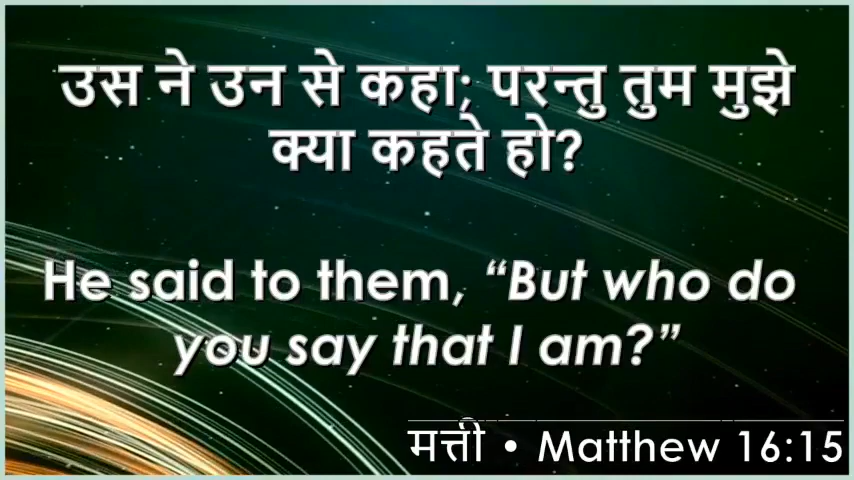 उस ने उन से कहा; परन्तु तुम मुझे
क्या कहते हो?
He said to them, “But who do
you say that I am?”
मत्ती • Matthew 16:15